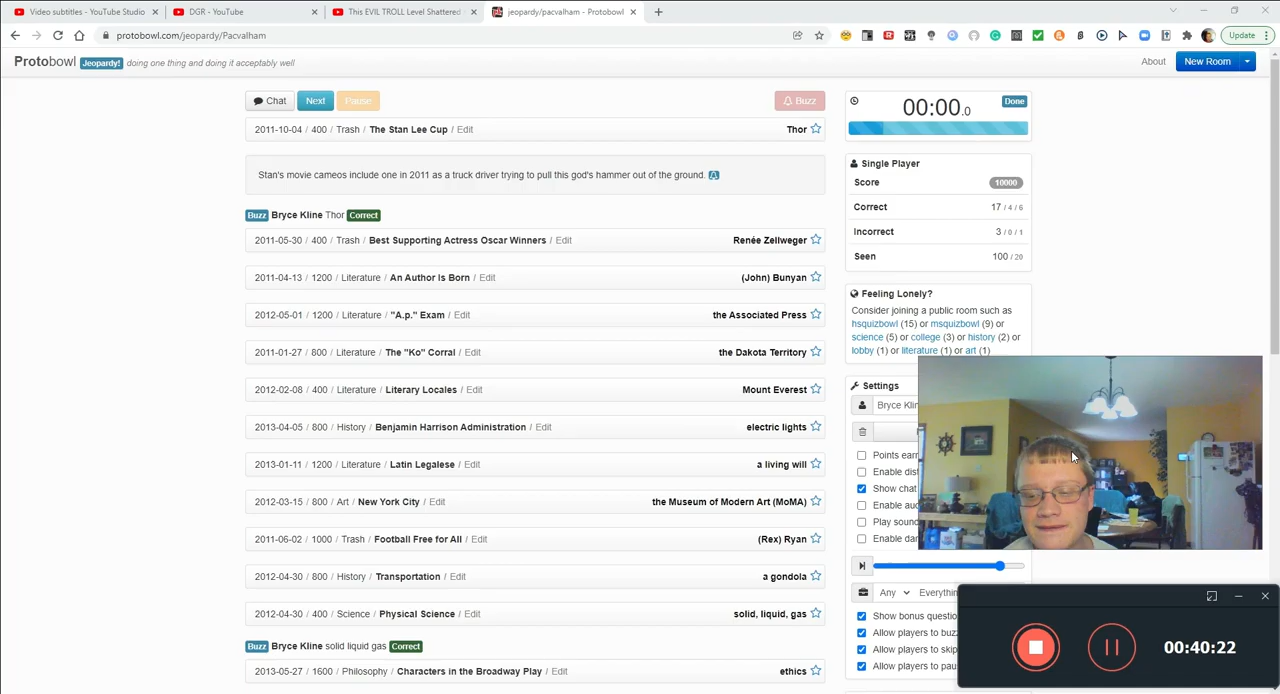 Video subtitles - YouTube Studio
DGR - YouTube
This EVIL TROLL Level Shattered
jeopardy/pacvalham - Protobowl
protobowl.com/jeopardy/Pacvalham
Update
Protobowl Jeopardy! doing one thing and doing it acceptably well
About
New Room
Chat
Next
Pause
Buzz
2011-10-04 / 400 / Trash / The Stan Lee Cup / Edit
Thor
Stan's movie cameos include one in 2011 as a truck driver trying to pull this god's hammer out of the ground.
Buzz Bryce Kline Thor Correct
2011-05-30 / 400 / Trash / Best Supporting Actress Oscar Winners / Edit
Renée Zellweger
2011-04-13 / 1200 / Literature / An Author is Born / Edit
(John) Bunyan
2012-05-01 / 1200 / Literature / "A.p." Exam / Edit
the Associated Press
2011-01-27 / 800 / Literature / The "Ko" Corral / Edit
the Dakota Territory
2012-02-08 / 400 / Literature / Literary Locales / Edit
Mount Everest
2013-04-05 / 800 / History / Benjamin Harrison Administration / Edit
electric lights
2013-01-11 / 1200 / Literature / Latin Legalese / Edit
a living will
2012-03-15 / 800 / Art / New York City / Edit
the Museum of Modern Art (MoMA)
2011-06-02 / 1000 / Trash / Football Free for All / Edit
(Rex) Ryan
2012-04-30 / 800 / History / Transportation / Edit
a gondola
2012-04-30 / 400 / Science / Physical Science / Edit
solid, liquid, gas
Buzz Bryce Kline solid liquid gas Correct
2013-05-27 / 1600 / Philosophy / Characters in the Broadway Play / Edit
ethics
00:00.0
Done
Single Player
Score 10000
Correct 17 / 4 / 6
Incorrect 3 / 0 / 1
Seen 100 / 20
Feeling Lonely?
Consider joining a public room such as
hsquizbowl (15) or msquizbowl (9) or
science (5) or college (3) or history (2) or
lobby (1) or literature (1) or art (1)
Settings
Bryce Klin
Points earn
Enable dist
Show chat
Enable aud
Play sound
Enable dar
Any
Everythin
Show bonus questio
Allow players to buz
Allow players to skip
Allow players to pau
00:40:22